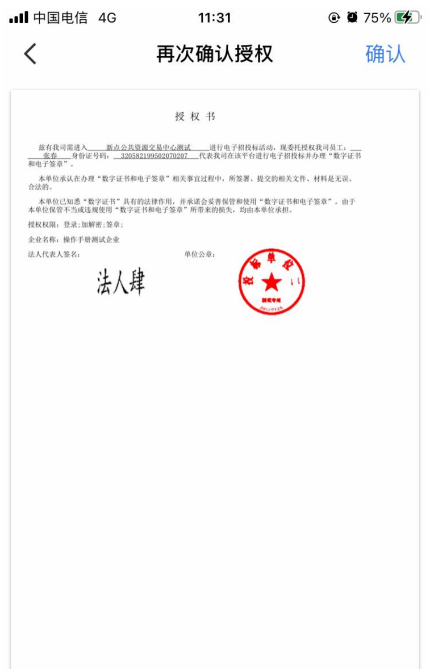 中国电信 4G 11:31 75%
再次确认授权 确认
授 权 书
兹有我司需进入 新点公共资源交易中心测试 进行电子招投标活动，现委托授权我司员工：
张春 身份证号码： 320582199502070207 代表我司在该平台进行电子招投标并办理“数字证书
和电子签章”。
本单位承认在办理“数字证书和电子签章”相关事宜过程中，所签署、提交的相关文件、材料是无误、
合法的。
本单位已知悉“数字证书”具有的法律作用，并承诺会妥善保管和使用“数字证书和电子签章”。由于
本单位保管不当或违规使用“数字证书和电子签章”所带来的损失，均由本单位承担。
授权权限：登录;加解密;签章;
企业名称：操作手册测试企业
法人代表人签名： 单位公章：
法人肆
投标单位
测试专用